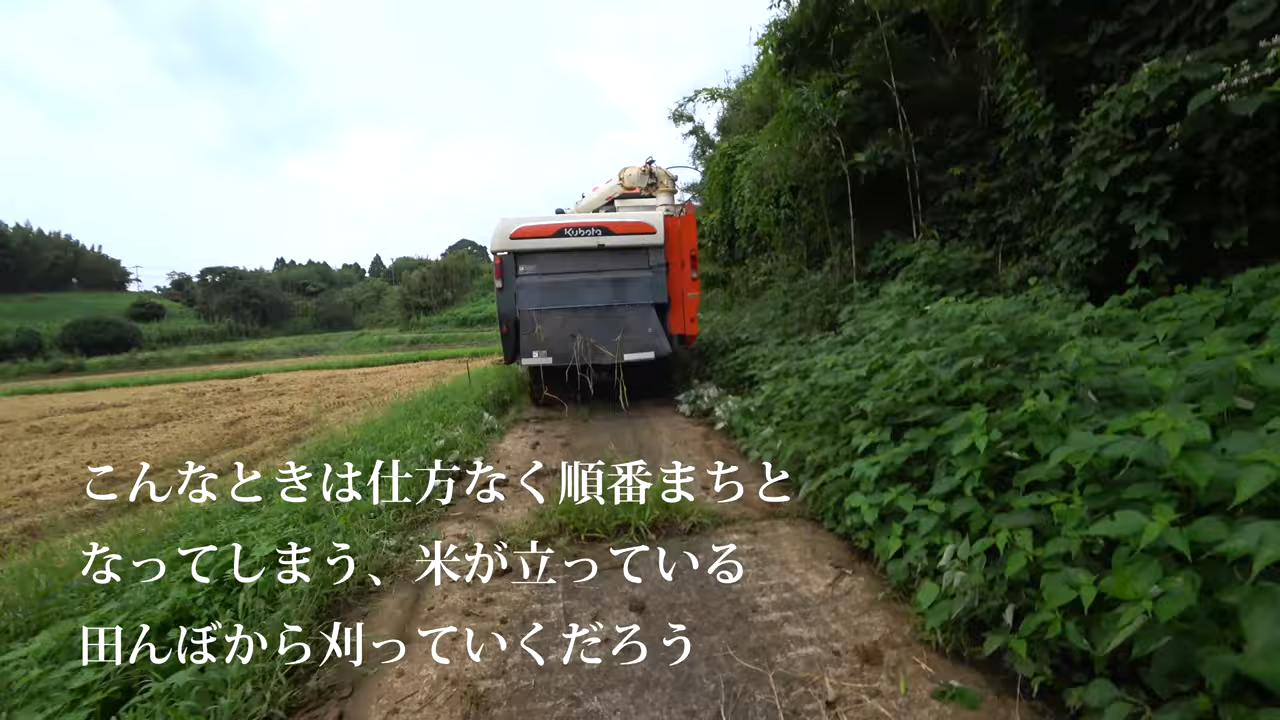 Kubota
こんなときは仕方なく順番まちと
なってしまう、米が立っている
田んぼから刈っていくだろう